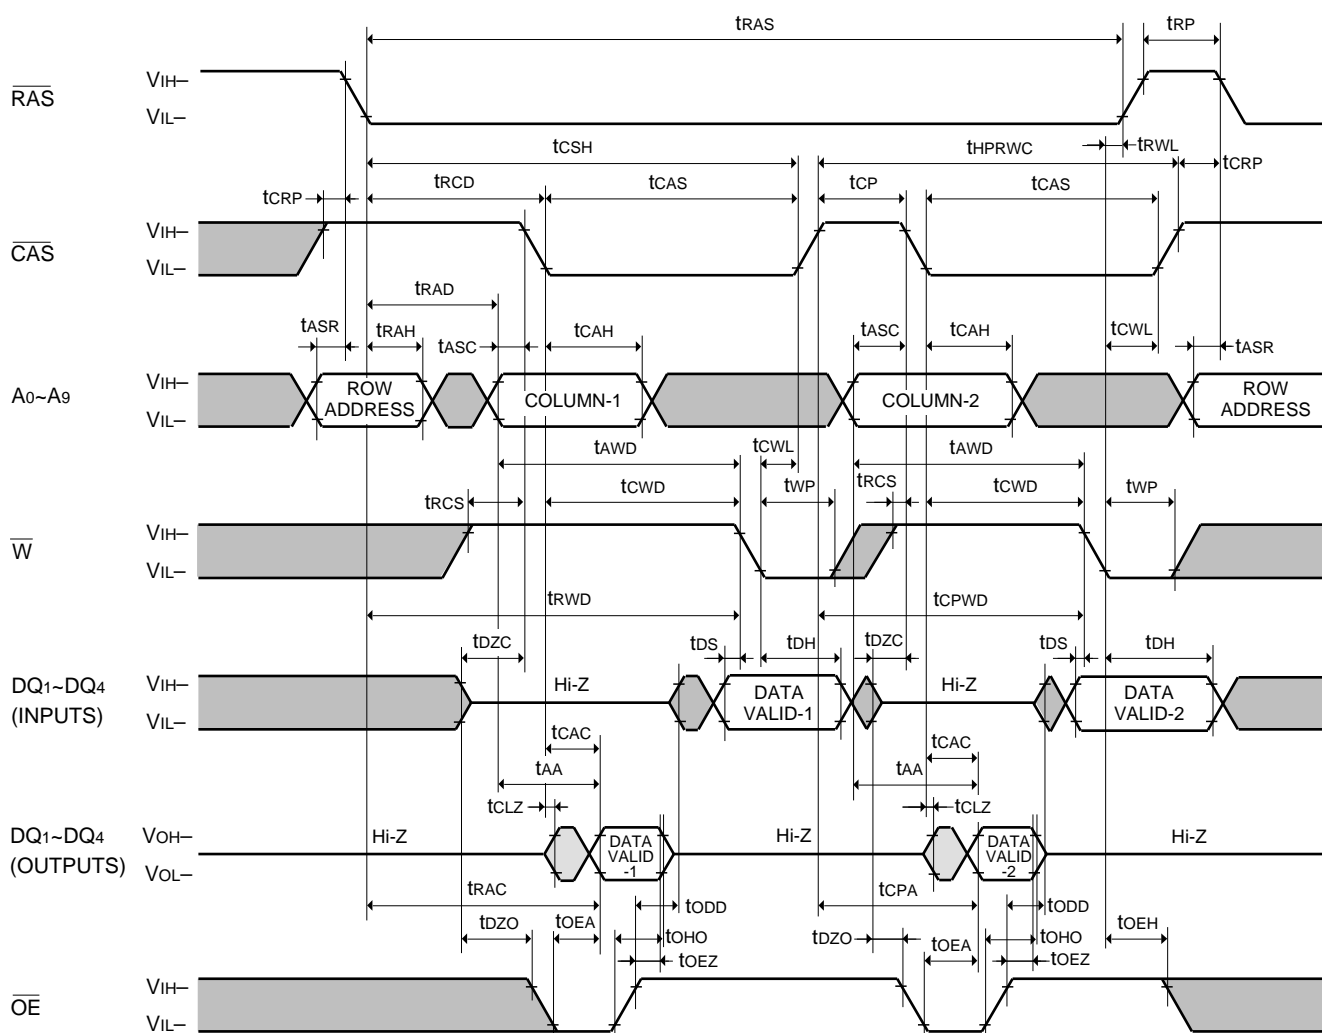 tRAS
tRP
RAS
VIH–
VIL–
tCSH
tHPRWC
tRWL
tCRP
tCRP
tRCD
tCAS
tCP
tCAS
CAS
VIH–
VIL–
tRAD
tASR
tRAH
tASC
tCAH
tASC
tCAH
tCWL
tASR
A0~A9
VIH–
VIL–
ROW
ADDRESS
COLUMN-1
COLUMN-2
ROW
ADDRESS
tAWD
tCWL
tAWD
tRCS
tCWD
tWP
tRCS
tCWD
tWP
W
VIH–
VIL–
tRWD
tCPWD
tDZC
tDS
tDH
tDZC
tDS
tDH
DQ1~DQ4
(INPUTS)
VIH–
VIL–
Hi-Z
DATA
VALID-1
Hi-Z
DATA
VALID-2
tCAC
tCAC
tAA
tAA
tCLZ
tCLZ
DQ1~DQ4
(OUTPUTS)
VOH–
VOL–
Hi-Z
DATA
VALID
-1
Hi-Z
DATA
VALID
-2
Hi-Z
tRAC
tODD
tCPA
tODD
tDZO
tOEA
tOHO
tOEZ
tDZO
tOEA
tOHO
tOEZ
tOEH
OE
VIH–
VIL–